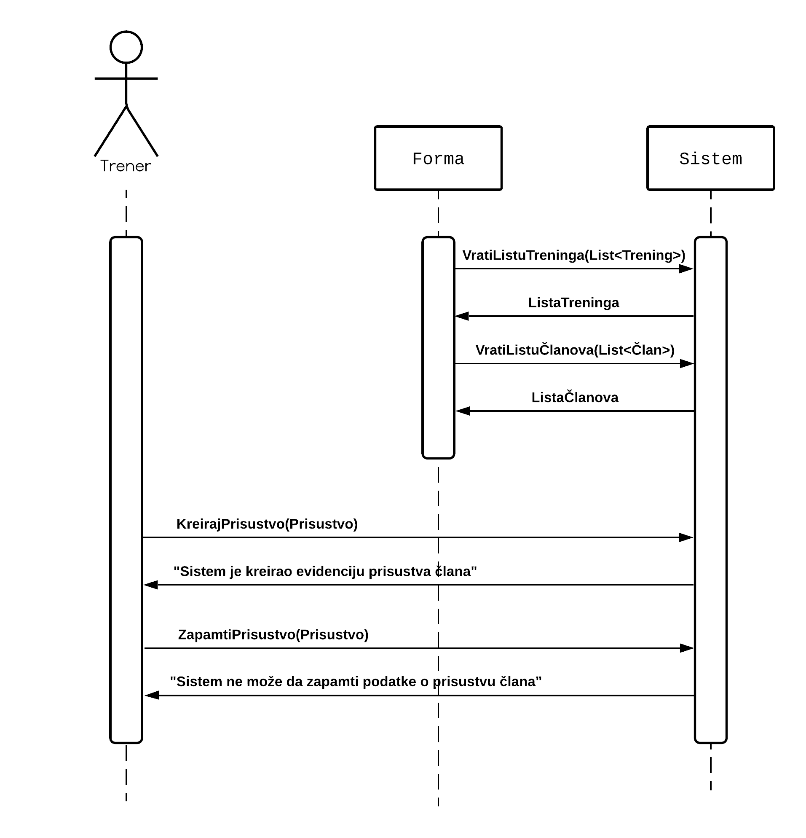 Trener
Forma
Sistem
VratiListuTreninga(List<Trening>)
ListaTreninga
VratiListuČlanova(List<Član>)
ListaČlanova
KreirajPrisustvo(Prisustvo)
"Sistem je kreirao evidenciju prisustva člana"
ZapamtiPrisustvo(Prisustvo)
"Sistem ne može da zapamti podatke o prisustvu člana"